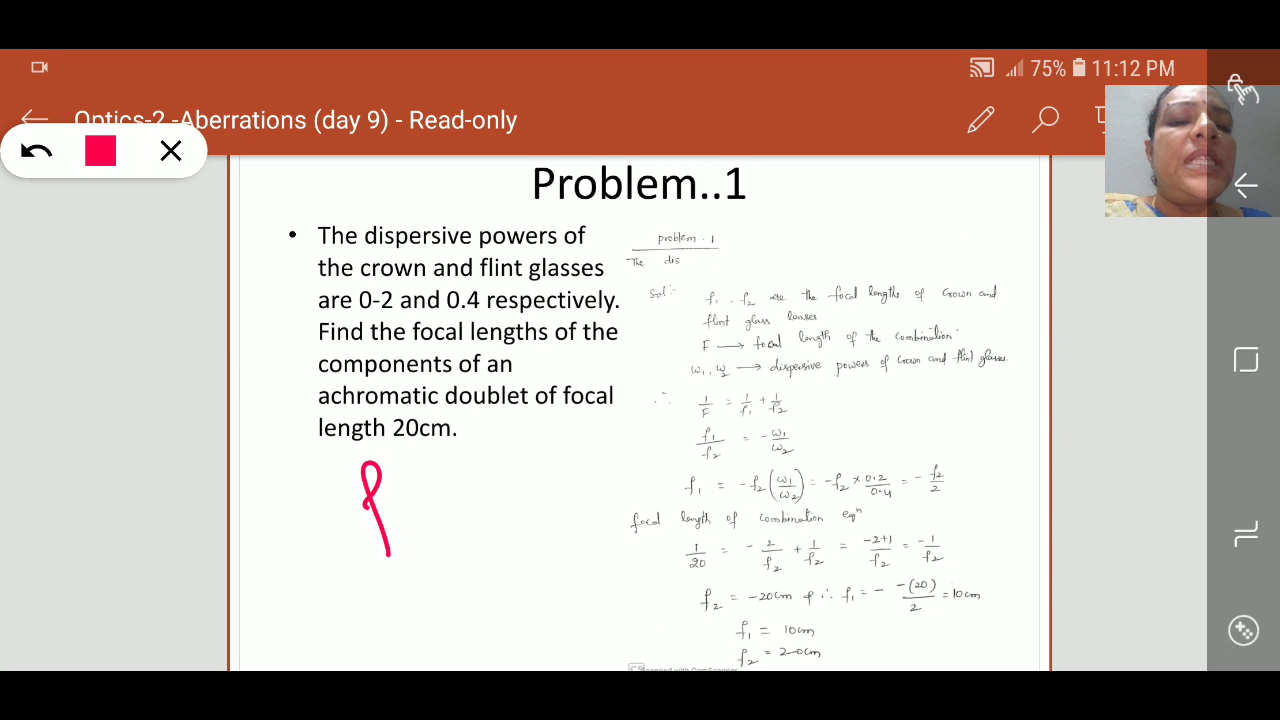 75% 11:12 PM
Optics-2 -Aberrations (day 9) - Read-only
Problem..1
• The dispersive powers of
the crown and flint glasses
are 0-2 and 0.4 respectively.
Find the focal lengths of the
components of an
achromatic doublet of focal
length 20cm.
problem . 1
The dis
Sol:-
f₁ , f₂ are the focal lengths of Crown and
flint glass lenses
F ⟶ focal length of the combination
ω₁, ω₂ ⟶ dispersive powers of Crown and flint glasses.
∴ 1/F = 1/f₁ + 1/f₂
f₁/f₂ = - ω₁/ω₂
f₁ = -f₂ (ω₁/ω₂) = -f₂ × 0.2/0.4 = - f₂/2
focal length of combination eqⁿ
1/20 = - 2/f₂ + 1/f₂ = -2+1/f₂ = -1/f₂
f₂ = -20cm ∴ f₁ = - -(20)/2 = 10cm
f₁ = 10cm
f₂ = 20cm